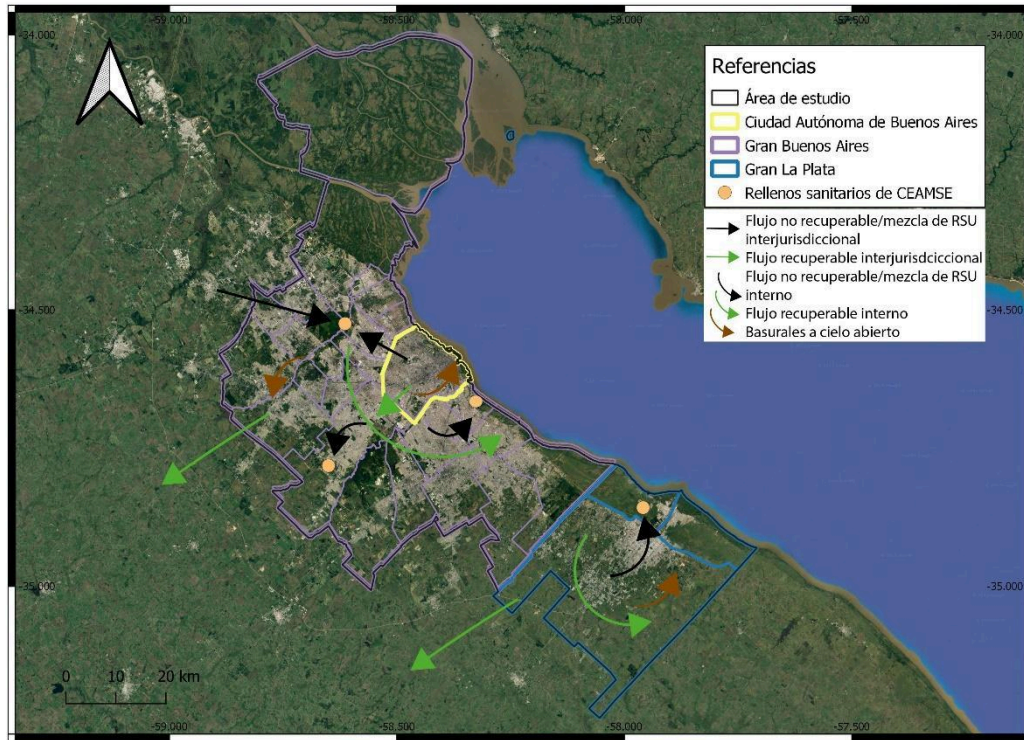 -59.000
-58.500
-58.000
-57.500
-34.000
-34.000
Referencias
Área de estudio
Ciudad Autónoma de Buenos Aires
Gran Buenos Aires
Gran La Plata
Rellenos sanitarios de CEAMSE
Flujo no recuperable/mezcla de RSU
interjurisdiccional
Flujo recuperable interjurisdcciccional
Flujo no recuperable/mezcla de RSU
interno
Flujo recuperable interno
Basurales a cielo abierto
-34.500
-34.500
-35.000
-35.000
0 10 20 km
-59.000
-58.500
-58.000
-57.500